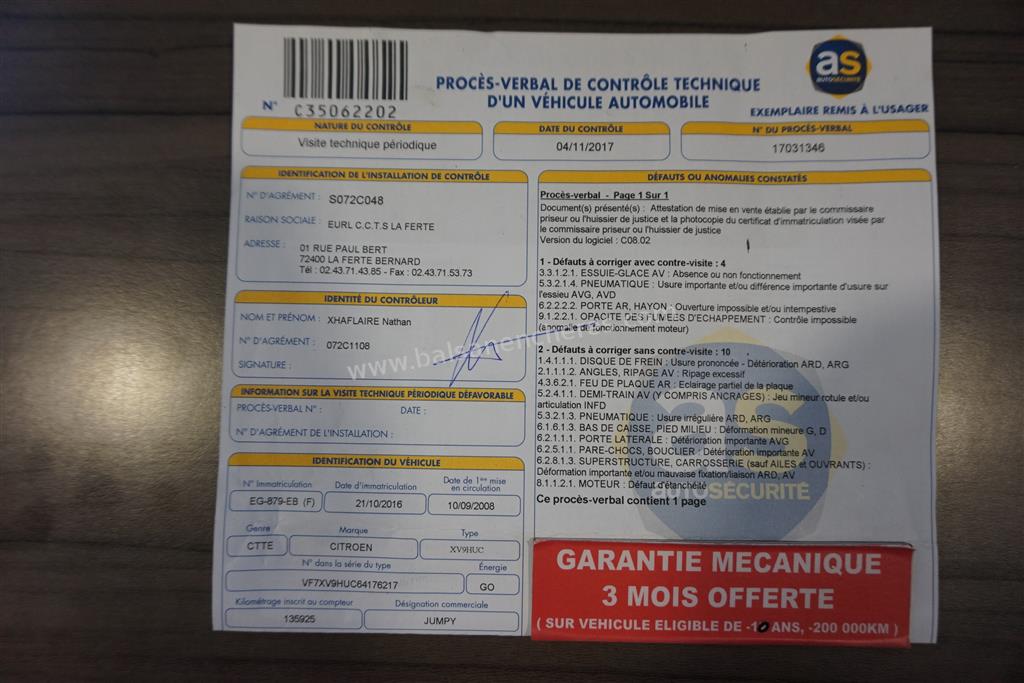 as
AUTOSÉCURITÉ
PROCÈS-VERBAL DE CONTRÔLE TECHNIQUE
D'UN VÉHICULE AUTOMOBILE
N° C35062202
EXEMPLAIRE REMIS À L'USAGER
NATURE DU CONTRÔLE
Visite technique périodique
DATE DU CONTRÔLE
04/11/2017
N° DU PROCÈS-VERBAL
17031346
IDENTIFICATION DE L'INSTALLATION DE CONTRÔLE
N° D'AGRÉMENT : S072C048
RAISON SOCIALE : EURL C.C.T.S LA FERTE
ADRESSE : 01 RUE PAUL BERT
72400 LA FERTE BERNARD
Tél : 02.43.71.43.85 - Fax : 02.43.71.53.73
IDENTITÉ DU CONTRÔLEUR
NOM ET PRÉNOM : XHAFLAIRE Nathan
N° D'AGRÉMENT : 072C1108
SIGNATURE :
INFORMATION SUR LA VISITE TECHNIQUE PÉRIODIQUE DÉFAVORABLE
PROCÈS-VERBAL N° : DATE :
N° D'AGRÉMENT DE L'INSTALLATION :
IDENTIFICATION DU VÉHICULE
N° Immatriculation
EG-879-EB (F)
Date d'immatriculation
21/10/2016
Date de 1ère mise
en circulation
10/09/2008
Genre
CTTE
Marque
CITROEN
Type
XV9HUC
N° dans la série du type
VF7XV9HUC64176217
Énergie
GO
Kilométrage inscrit au compteur
135925
Désignation commerciale
JUMPY
DÉFAUTS OU ANOMALIES CONSTATÉS
Procès-verbal - Page 1 Sur 1
Document(s) présenté(s) : Attestation de mise en vente établie par le commissaire
priseur ou l'huissier de justice et la photocopie du certificat d'immatriculation visée par
le commissaire priseur ou l'huissier de justice
Version du logiciel : C08.02
1 - Défauts à corriger avec contre-visite : 4
3.3.1.2.1. ESSUIE-GLACE AV : Absence ou non fonctionnement
5.3.2.1.4. PNEUMATIQUE : Usure importante et/ou différence importante d'usure sur
l'essieu AVG, AVD
6.2.2.2.2. PORTE AR, HAYON : Ouverture impossible et/ou intempestive
9.1.2.2.1. OPACITE DES FUMEES D'ECHAPPEMENT : Contrôle impossible
(anomalie de fonctionnement moteur)
2 - Défauts à corriger sans contre-visite : 10
1.4.1.1.1. DISQUE DE FREIN : Usure prononcée - Détérioration ARD, ARG
2.1.1.1.2. ANGLES, RIPAGE AV : Ripage excessif
4.3.6.2.1. FEU DE PLAQUE AR : Eclairage partiel de la plaque
5.2.4.1.1. DEMI-TRAIN AV (Y COMPRIS ANCRAGES) : Jeu mineur rotule et/ou
articulation INFD
5.3.2.1.3. PNEUMATIQUE : Usure irrégulière ARD, ARG
6.1.6.1.3. BAS DE CAISSE, PIED MILIEU : Déformation mineure G, D
6.2.1.1.1. PORTE LATERALE : Détérioration importante AVG
6.2.5.1.1. PARE-CHOCS, BOUCLIER : Détérioration importante AV
6.2.8.1.3. SUPERSTRUCTURE, CARROSSERIE (sauf AILES et OUVRANTS) :
Déformation importante et/ou mauvaise fixation/liaison ARD, AV
8.1.1.2.1. MOTEUR : Défaut d'étanchéité
Ce procès-verbal contient 1 page
as
autoSÉCURITÉ
GARANTIE MECANIQUE
3 MOIS OFFERTE
( SUR VEHICULE ELIGIBLE DE -10 ANS, -200 000KM )